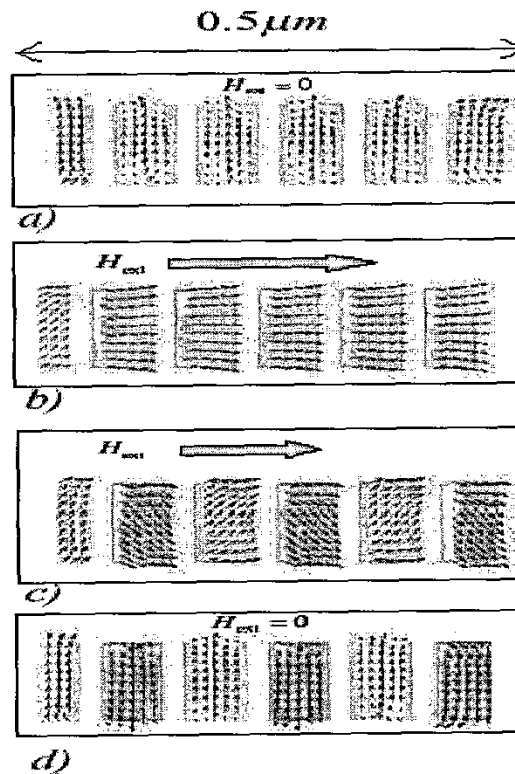 0.5μm
H_ext = 0
a)
H_ext
b)
H_ext
c)
H_ext = 0
d)